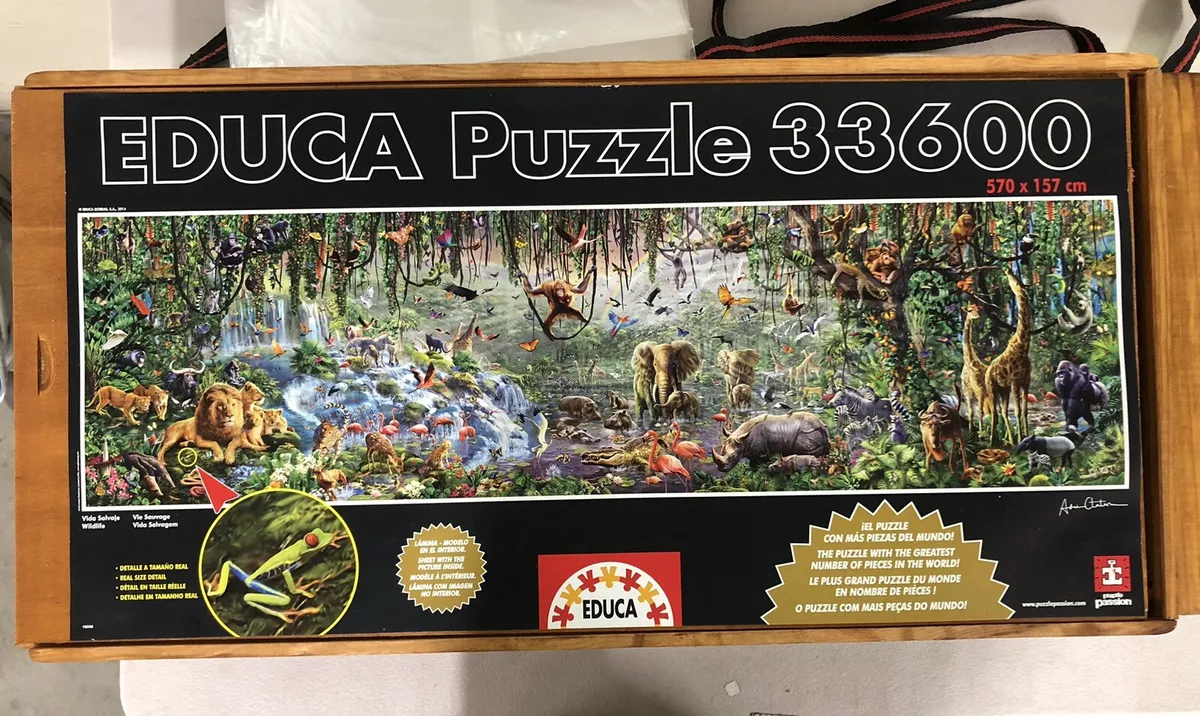 EDUCA Puzzle 33600
570 x 157 cm
© EDUCA BORRAS, S.A., 2014
Vida Salvaje
Wildlife
Vie Sauvage
Vida Selvagem
• DETALLE A TAMAÑO REAL
• REAL SIZE DETAIL
• DÉTAIL EN TAILLE RÉELLE
• DETALHE EM TAMANHO REAL
LÁMINA - MODELO
EN EL INTERIOR.
SHEET WITH THE
PICTURE INSIDE.
MODÈLE À L'INTÉRIEUR.
LÂMINA COM IMAGEM
NO INTERIOR.
EDUCA
¡EL PUZZLE
CON MÁS PIEZAS DEL MUNDO!
THE PUZZLE WITH THE GREATEST
NUMBER OF PIECES IN THE WORLD!
LE PLUS GRAND PUZZLE DU MONDE
EN NOMBRE DE PIÈCES !
O PUZZLE COM MAIS PEÇAS DO MUNDO!
www.puzzlepassion.com
puzzle
passion